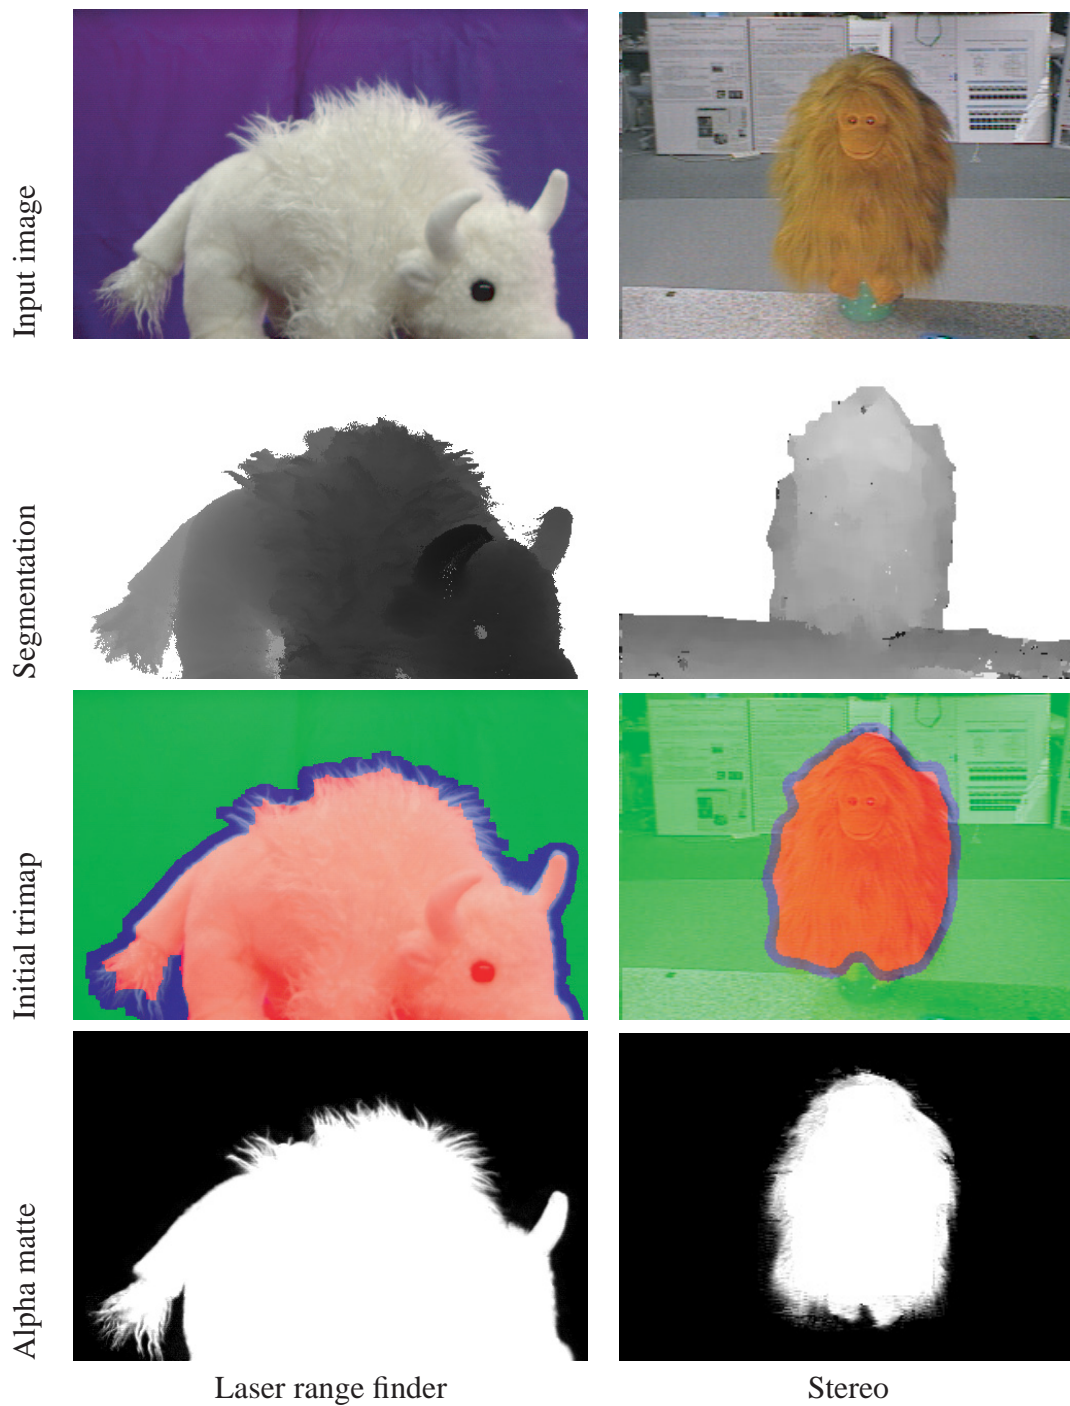 Input image
Segmentation
Initial trimap
Alpha matte
Laser range finder
Stereo